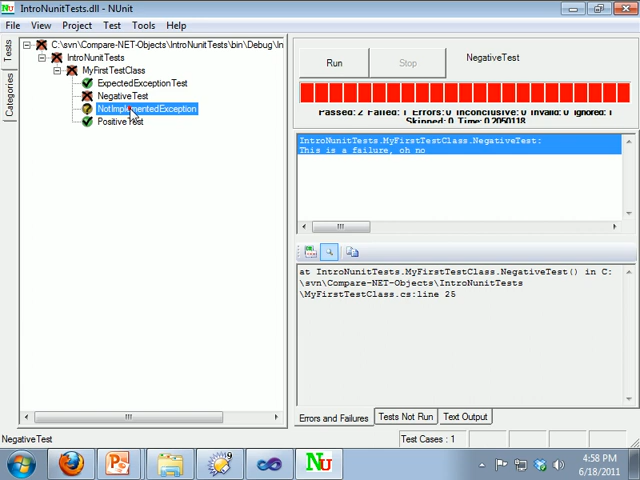 IntroNunitTests.dll - NUnit
File View Project Test Tools Help
Tests
Categories
C:\svn\Compare-NET-Objects\IntroNunitTests\bin\Debug\In
IntroNunitTests
MyFirstTestClass
ExpectedExceptionTest
NegativeTest
NotImplementedException
Positive Test
Run
Stop
NegativeTest
Passed: 2 Failed: 1 Errors: 0 Inconclusive: 0 Invalid: 0 Ignored: 1
Skipped: 0 Time: 0.2050118
IntroNunitTests.MyFirstTestClass.NegativeTest:
This is a failure, oh no
at IntroNunitTests.MyFirstTestClass.NegativeTest() in C:
\svn\Compare-NET-Objects\IntroNunitTests
\MyFirstTestClass.cs:line 25
Errors and Failures
Tests Not Run
Text Output
NegativeTest
Test Cases : 1
4:58 PM
6/18/2011